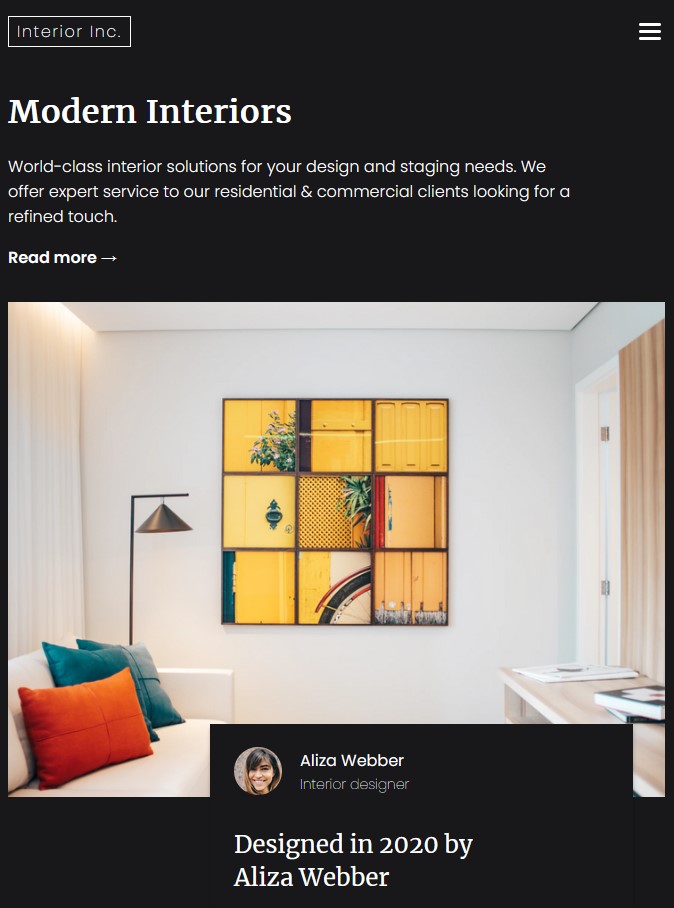 Interior Inc.
Modern Interiors
World-class interior solutions for your design and staging needs. We
offer expert service to our residential & commercial clients looking for a
refined touch.
Read more →
Aliza Webber
Interior designer
Designed in 2020 by
Aliza Webber